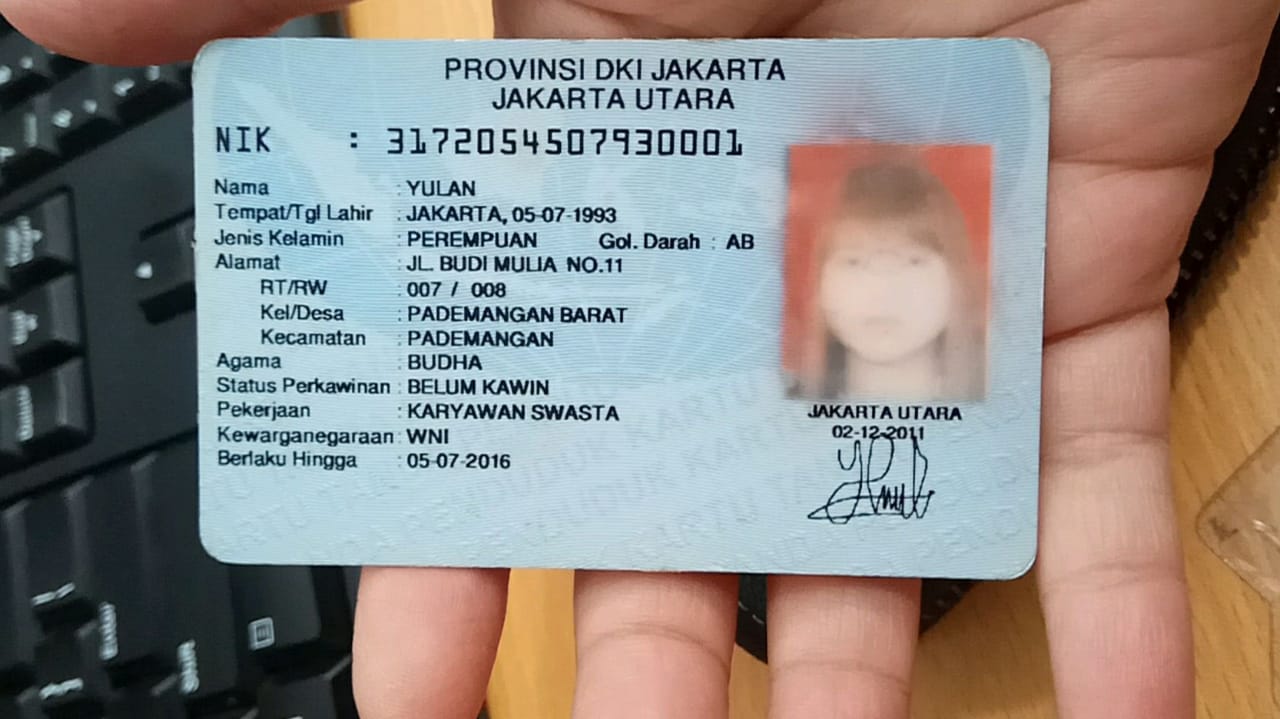 PROVINSI DKI JAKARTA
JAKARTA UTARA
NIK : 3172054507930001
Nama : YULAN
Tempat/Tgl Lahir : JAKARTA, 05-07-1993
Jenis Kelamin : PEREMPUAN Gol. Darah : AB
Alamat : JL. BUDI MULIA NO.11
RT/RW : 007 / 008
Kel/Desa : PADEMANGAN BARAT
Kecamatan : PADEMANGAN
Agama : BUDHA
Status Perkawinan : BELUM KAWIN
Pekerjaan : KARYAWAN SWASTA
Kewarganegaraan : WNI
Berlaku Hingga : 05-07-2016
JAKARTA UTARA
02-12-2011